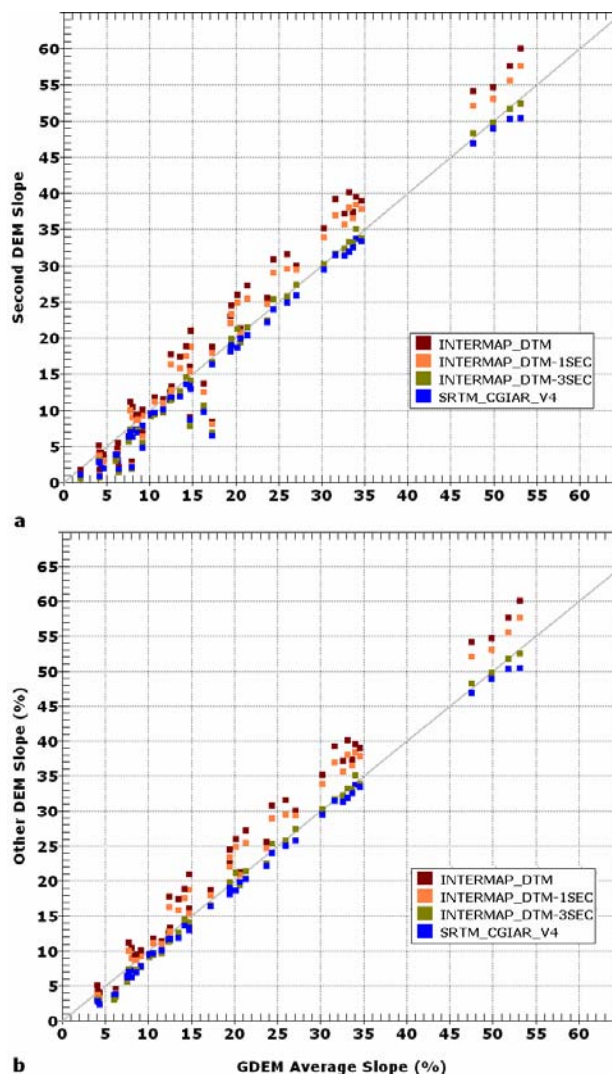 60
55
50
45
40
35
30
25
20
15
10
5
0
Second DEM Slope
INTERMAP_DTM
INTERMAP_DTM-1SEC
INTERMAP_DTM-3SEC
SRTM_CGIAR_V4
0 5 10 15 20 25 30 35 40 45 50 55 60
a
65
60
55
50
45
40
35
30
25
20
15
10
5
0
Other DEM Slope (%)
INTERMAP_DTM
INTERMAP_DTM-1SEC
INTERMAP_DTM-3SEC
SRTM_CGIAR_V4
0 5 10 15 20 25 30 35 40 45 50 55 60
b
GDEM Average Slope (%)